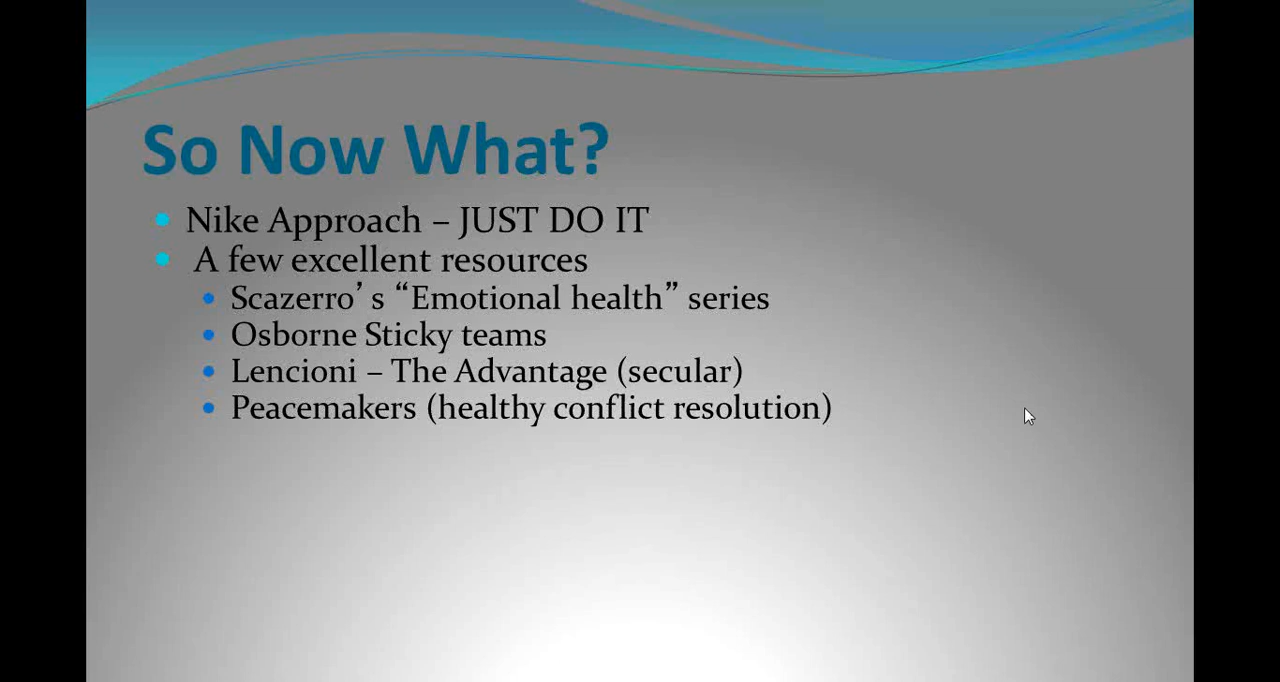 So Now What?
Nike Approach – JUST DO IT
A few excellent resources
Scazerro’s “Emotional health” series
Osborne Sticky teams
Lencioni – The Advantage (secular)
Peacemakers (healthy conflict resolution)